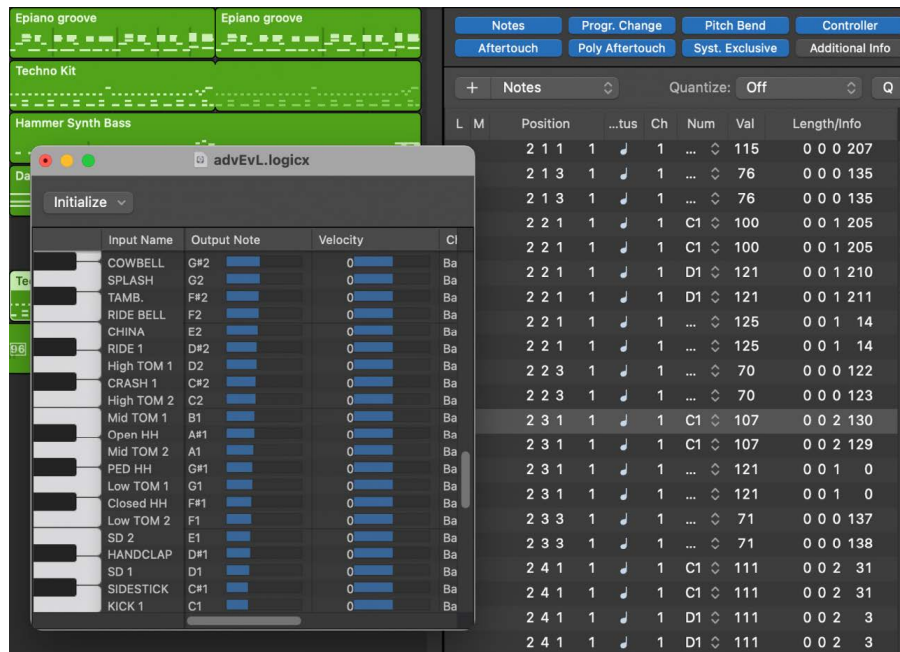 Epiano groove Epiano groove
Techno Kit
Hammer Synth Bass
Da
Te
96
advEvL.logicx
Initialize
Input Name Output Note Velocity
COWBELL G#2 0 Ba
SPLASH G2 0 Ba
TAMB. F#2 0 Ba
RIDE BELL F2 0 Ba
CHINA E2 0 Ba
RIDE 1 D#2 0 Ba
High TOM 1 D2 0 Ba
CRASH 1 C#2 0 Ba
High TOM 2 C2 0 Ba
Mid TOM 1 B1 0 Ba
Open HH A#1 0 Ba
Mid TOM 2 A1 0 Ba
PED HH G#1 0 Ba
Low TOM 1 G1 0 Ba
Closed HH F#1 0 Ba
Low TOM 2 F1 0 Ba
SD 2 E1 0 Ba
HANDCLAP D#1 0 Ba
SD 1 D1 0 Ba
SIDESTICK C#1 0 Ba
KICK 1 C1 0 Ba
Notes Progr. Change Pitch Bend Controller
Aftertouch Poly Aftertouch Syst. Exclusive Additional Info
+ Notes Quantize: Off Q
L M Position ...tus Ch Num Val Length/Info
2 1 1 1 1 ... 115 0 0 0 207
2 1 3 1 1 ... 76 0 0 0 135
2 1 3 1 1 ... 76 0 0 0 135
2 2 1 1 1 C1 100 0 0 1 205
2 2 1 1 1 C1 100 0 0 1 205
2 2 1 1 1 D1 121 0 0 1 210
2 2 1 1 1 D1 121 0 0 1 211
2 2 1 1 1 ... 125 0 0 1 14
2 2 1 1 1 ... 125 0 0 1 14
2 2 3 1 1 ... 70 0 0 0 122
2 2 3 1 1 ... 70 0 0 0 123
2 3 1 1 1 C1 107 0 0 2 130
2 3 1 1 1 C1 107 0 0 2 129
2 3 1 1 1 ... 121 0 0 1 0
2 3 1 1 1 ... 121 0 0 1 0
2 3 3 1 1 ... 71 0 0 0 137
2 3 3 1 1 ... 71 0 0 0 138
2 4 1 1 1 C1 111 0 0 2 31
2 4 1 1 1 C1 111 0 0 2 31
2 4 1 1 1 D1 111 0 0 2 3
2 4 1 1 1 D1 111 0 0 2 3